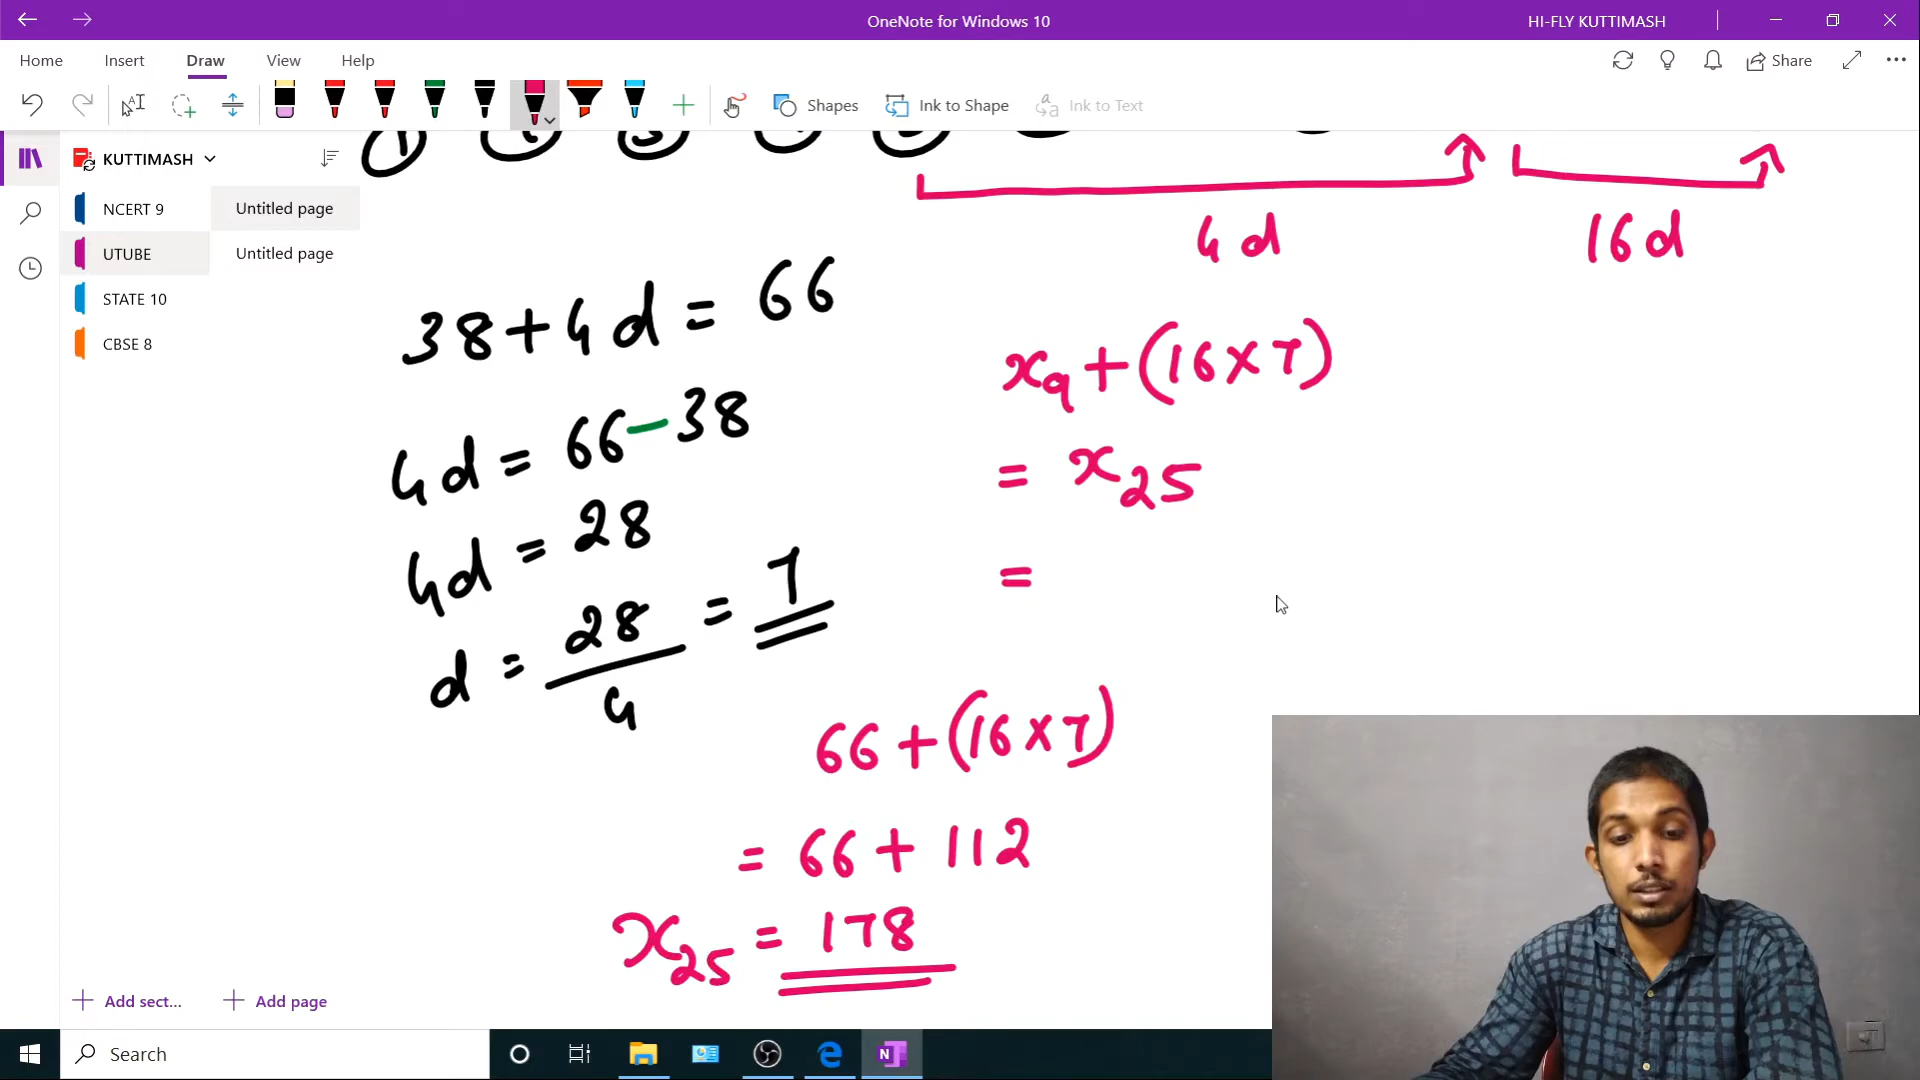 OneNote for Windows 10
HI-FLY KUTTIMASH
Home Insert Draw View Help
Share
Shapes Ink to Shape Ink to Text
KUTTIMASH
NCERT 9
UTUBE
STATE 10
CBSE 8
Untitled page
Untitled page
4d 16d
38+4d = 66
4d = 66-38
4d = 28
d = 28/4 = 7
x9 + (16×7)
= x25
=
66+(16×7)
= 66+112
x25 = 178
Add sect... Add page
Search